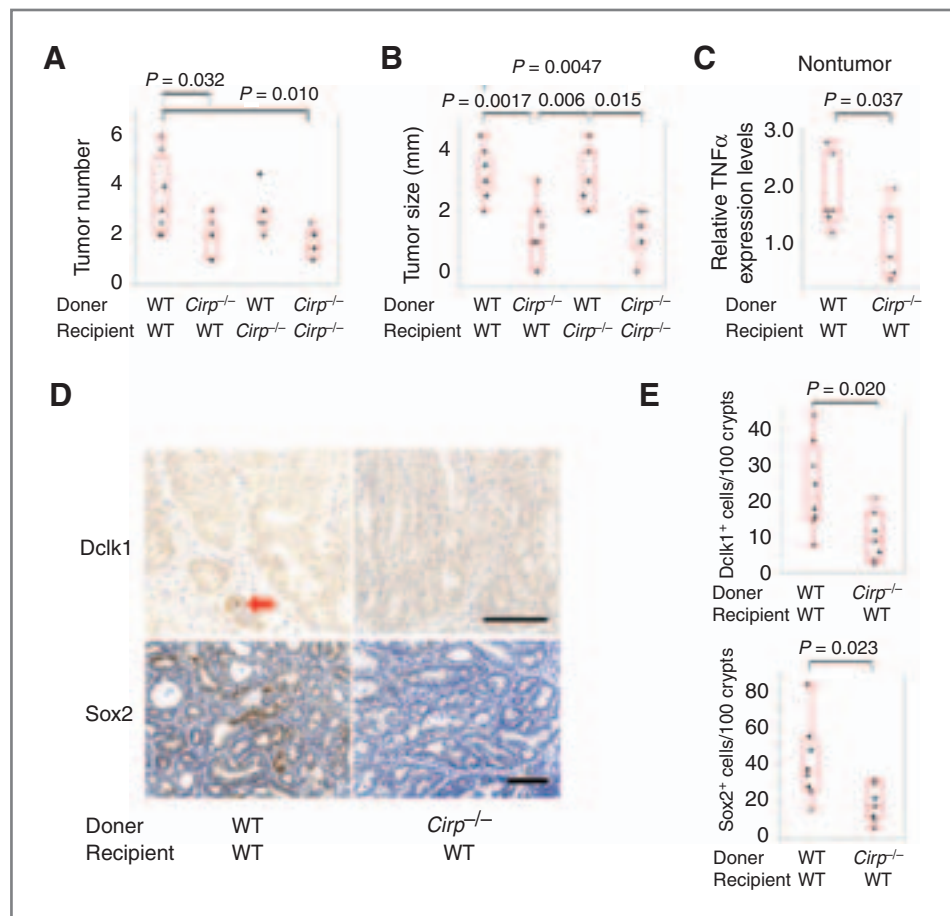 A
P = 0.032
P = 0.010
Tumor number
6
4
2
0
Doner WT Cirp−/− WT Cirp−/−
Recipient WT WT Cirp−/− Cirp−/−
B
P = 0.0047
P = 0.0017 0.006 0.015
Tumor size (mm)
4
2
0
Doner WT Cirp−/− WT Cirp−/−
Recipient WT WT Cirp−/− Cirp−/−
C
Nontumor
P = 0.037
Relative TNFα
expression levels
3.0
2.0
1.0
Doner WT Cirp−/−
Recipient WT WT
D
Dclk1
Sox2
Doner WT Cirp−/−
Recipient WT WT
E
P = 0.020
Dclk1+ cells/100 crypts
40
30
20
10
0
Doner WT Cirp−/−
Recipient WT WT
P = 0.023
Sox2+ cells/100 crypts
80
60
40
20
0
Doner WT Cirp−/−
Recipient WT WT